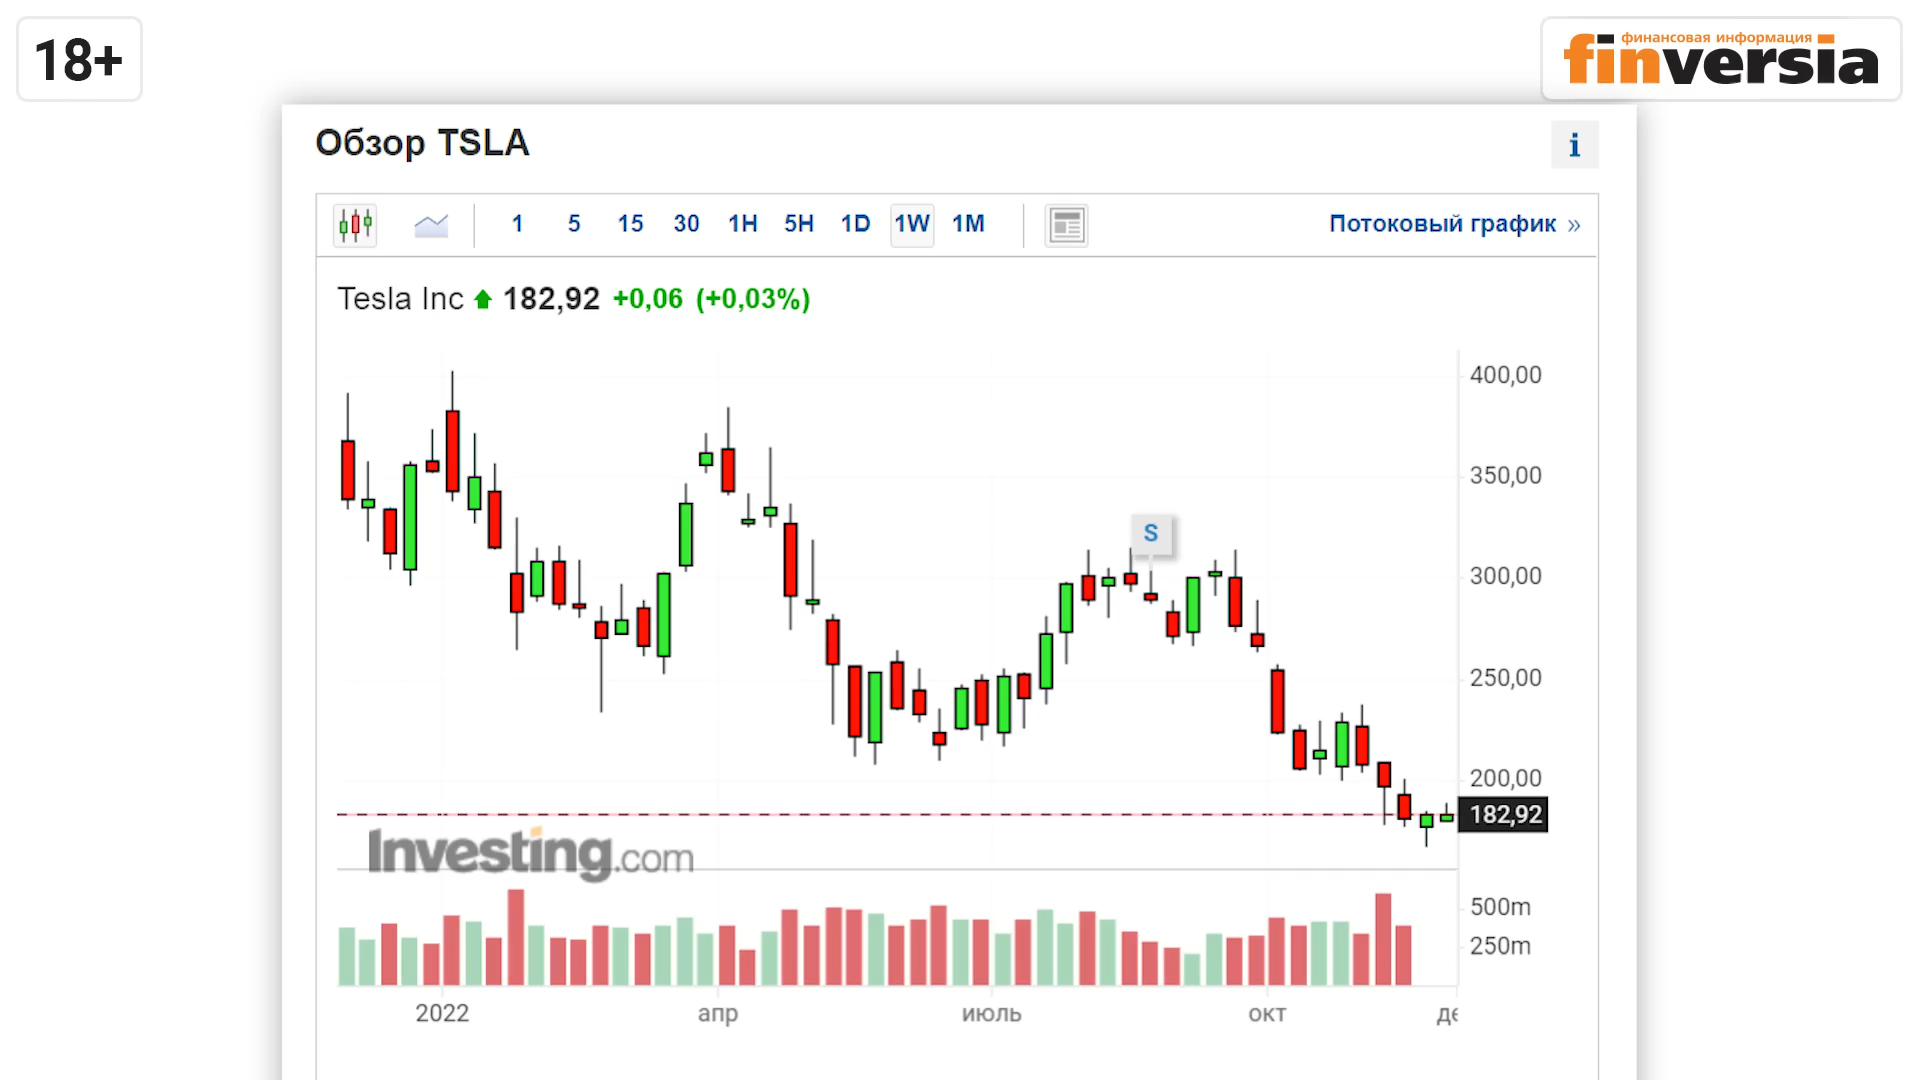 18+
финансовая информация
finversia
Обзор TSLA
i
1 5 15 30 1H 5H 1D 1W 1M
Потоковый график »
Tesla Inc 182,92 +0,06 (+0,03%)
400,00
350,00
S
300,00
250,00
200,00
182,92
Investing.com
500m
250m
2022 апр июль окт де